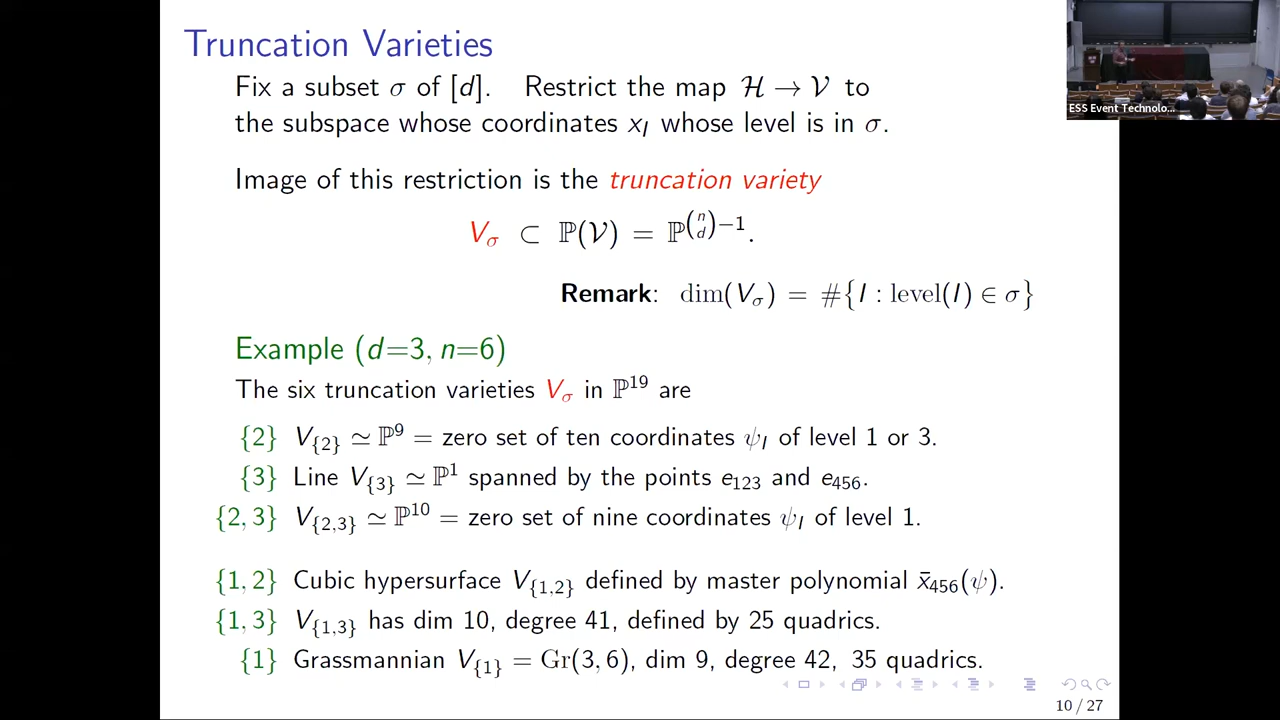 Truncation Varieties
Fix a subset σ of [d]. Restrict the map ℋ → 𝒱 to
the subspace whose coordinates x_I whose level is in σ.
Image of this restriction is the truncation variety
V_σ ⊂ ℙ(𝒱) = ℙ^{\binom{n}{d}−1}.
Remark: dim(V_σ) = #{I : level(I) ∈ σ}
Example (d=3, n=6)
The six truncation varieties V_σ in ℙ^{19} are
{2} V_{{2}} ≃ ℙ^9 = zero set of ten coordinates ψ_I of level 1 or 3.
{3} Line V_{{3}} ≃ ℙ^1 spanned by the points e_{123} and e_{456}.
{2, 3} V_{{2,3}} ≃ ℙ^{10} = zero set of nine coordinates ψ_I of level 1.
{1, 2} Cubic hypersurface V_{{1,2}} defined by master polynomial x̄_{456}(ψ).
{1, 3} V_{{1,3}} has dim 10, degree 41, defined by 25 quadrics.
{1} Grassmannian V_{{1}} = Gr(3, 6), dim 9, degree 42, 35 quadrics.
10 / 27
ESS Event Technolo...